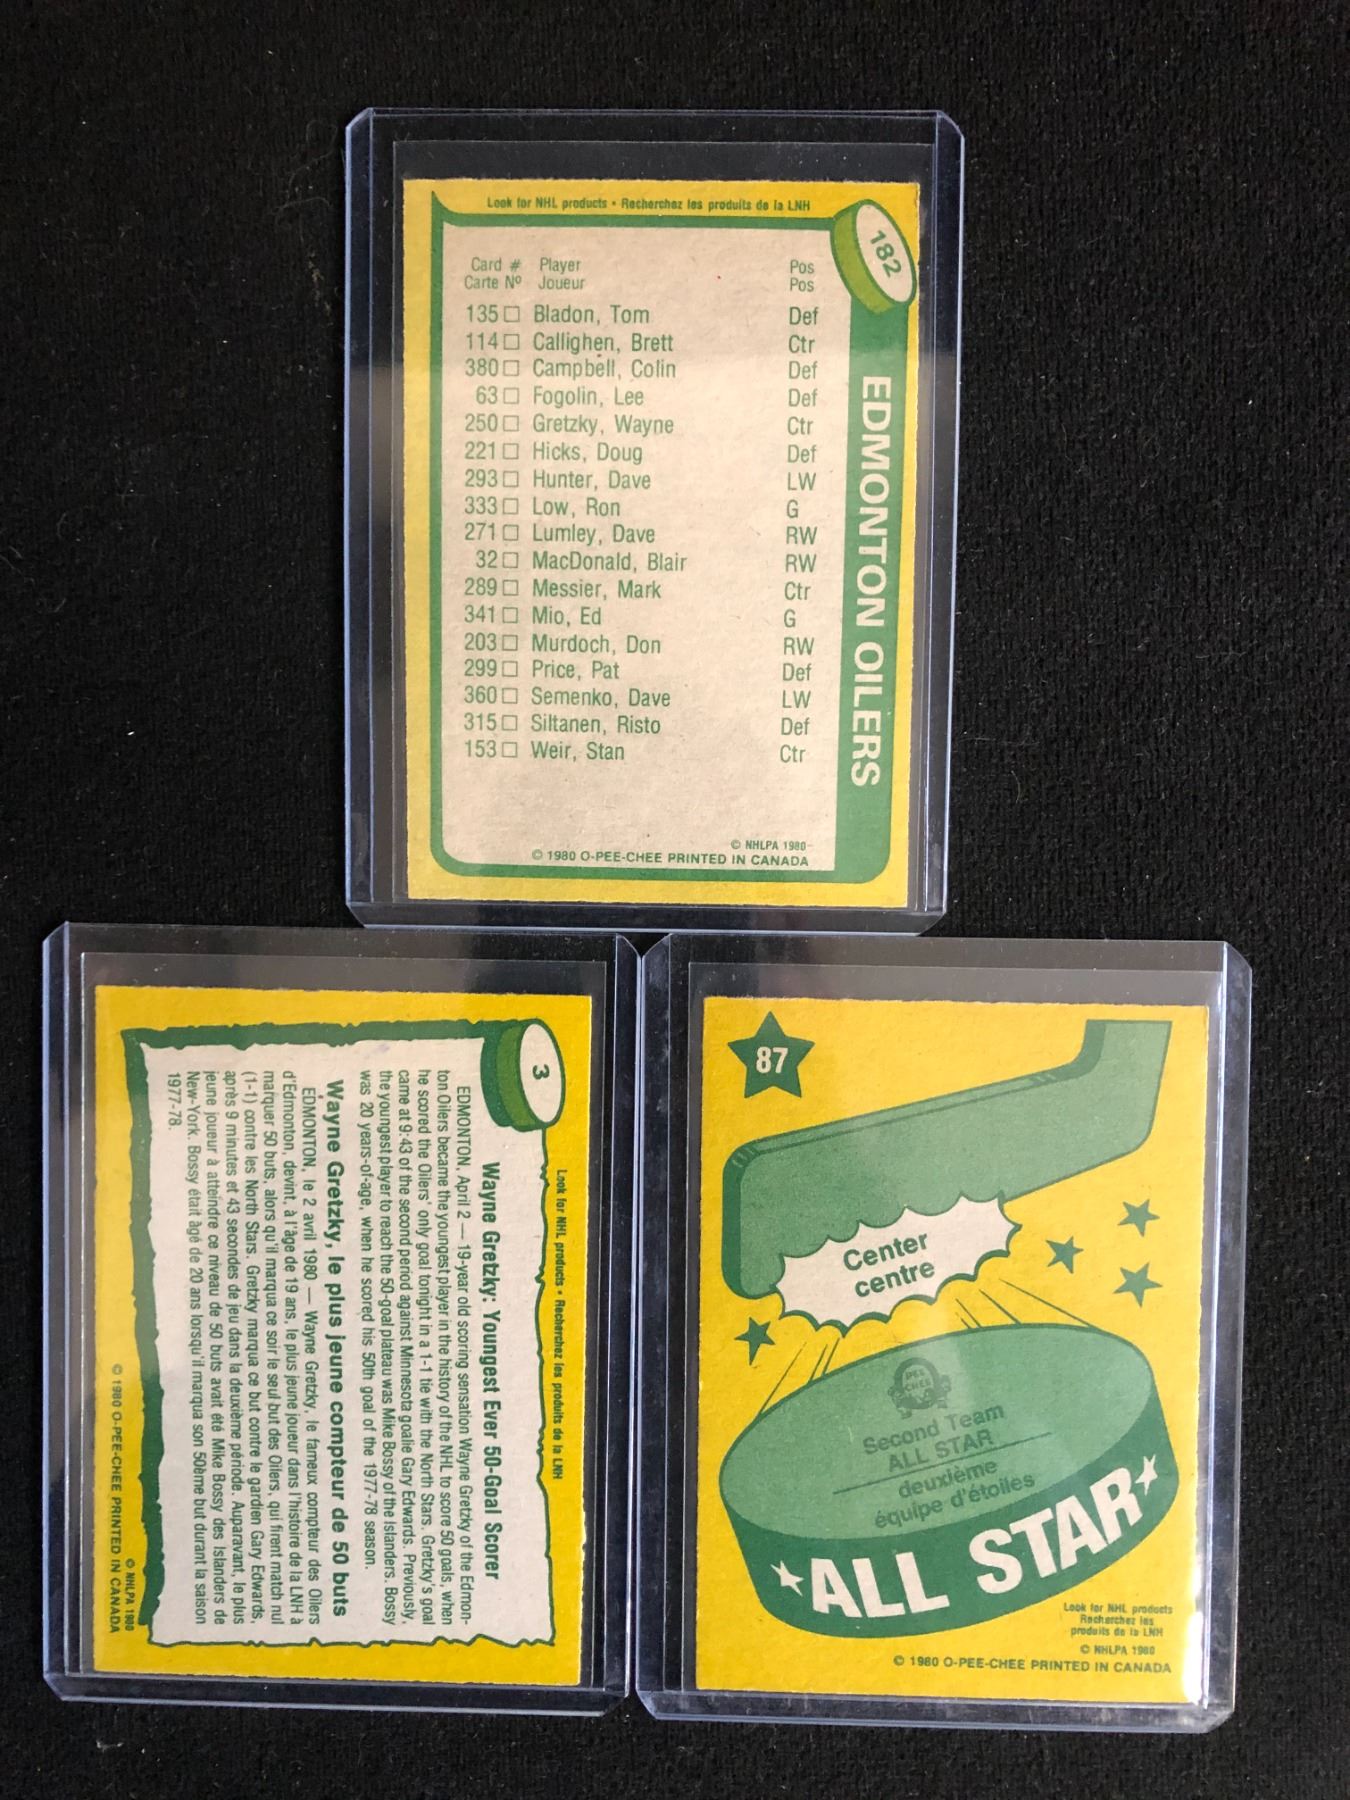 Look for NHL products • Recherchez les produits de la LNH
182
EDMONTON OILERS
Card # Player Pos
Carte Nº Joueur Pos
135 □ Bladon, Tom Def
114 □ Callighen, Brett Ctr
380 □ Campbell, Colin Def
63 □ Fogolin, Lee Def
250 □ Gretzky, Wayne Ctr
221 □ Hicks, Doug Def
293 □ Hunter, Dave LW
333 □ Low, Ron G
271 □ Lumley, Dave RW
32 □ MacDonald, Blair RW
289 □ Messier, Mark Ctr
341 □ Mio, Ed G
203 □ Murdoch, Don RW
299 □ Price, Pat Def
360 □ Semenko, Dave LW
315 □ Siltanen, Risto Def
153 □ Weir, Stan Ctr
© NHLPA 1980
© 1980 O-PEE-CHEE PRINTED IN CANADA
3
Look for NHL products • Recherchez les produits de la LNH
Wayne Gretzky: Youngest Ever 50-Goal Scorer
EDMONTON, April 2 — 19-year old scoring sensation Wayne Gretzky of the Edmon-
ton Oilers became the youngest player in the history of the NHL to score 50 goals, when
he scored the Oilers' only goal tonight in a 1-1 tie with the North Stars. Gretzky's goal
came at 9:43 of the second period against Minnesota goalie Gary Edwards. Previously,
the youngest player to reach the 50-goal plateau was Mike Bossy of the Islanders. Bossy
was 20 years-of-age, when he scored his 50th goal of the 1977-78 season.
Wayne Gretzky, le plus jeune compteur de 50 buts
EDMONTON, le 2 avril 1980 — Wayne Gretzky, le fameux compteur des Oilers
d'Edmonton, devint, à l'âge de 19 ans, le plus jeune joueur dans l'histoire de la LNH à
marquer 50 buts, alors qu'il marqua ce soir le seul but des Oilers, qui firent match nul
(1-1) contre les North Stars. Gretzky marqua ce but contre le gardien Gary Edwards,
après 9 minutes et 43 secondes de jeu dans la deuxième période. Auparavant, le plus
jeune joueur à atteindre ce niveau de 50 buts avait été Mike Bossy des Islanders de
New-York. Bossy était âgé de 20 ans lorsqu'il marqua son 50ème but durant la saison
1977-78.
© NHLPA 1980
© 1980 O-PEE-CHEE PRINTED IN CANADA
87
Center
centre
PEE
CHEE
Second Team
ALL STAR
deuxième
équipe d'étoiles
ALL STAR
Look for NHL products
Recherchez les
produits de la LNH
© NHLPA 1980
© 1980 O-PEE-CHEE PRINTED IN CANADA